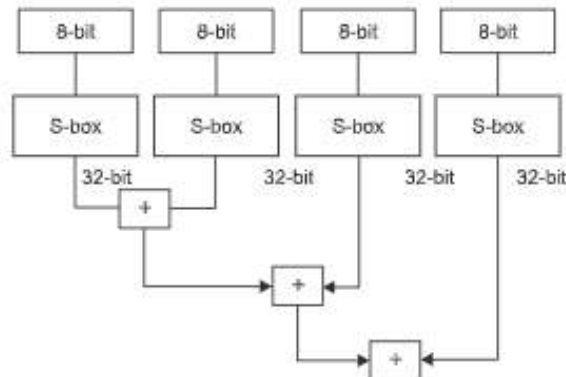 8-bit 8-bit 8-bit 8-bit
S-box S-box S-box S-box
32-bit 32-bit 32-bit 32-bit
+
+
+